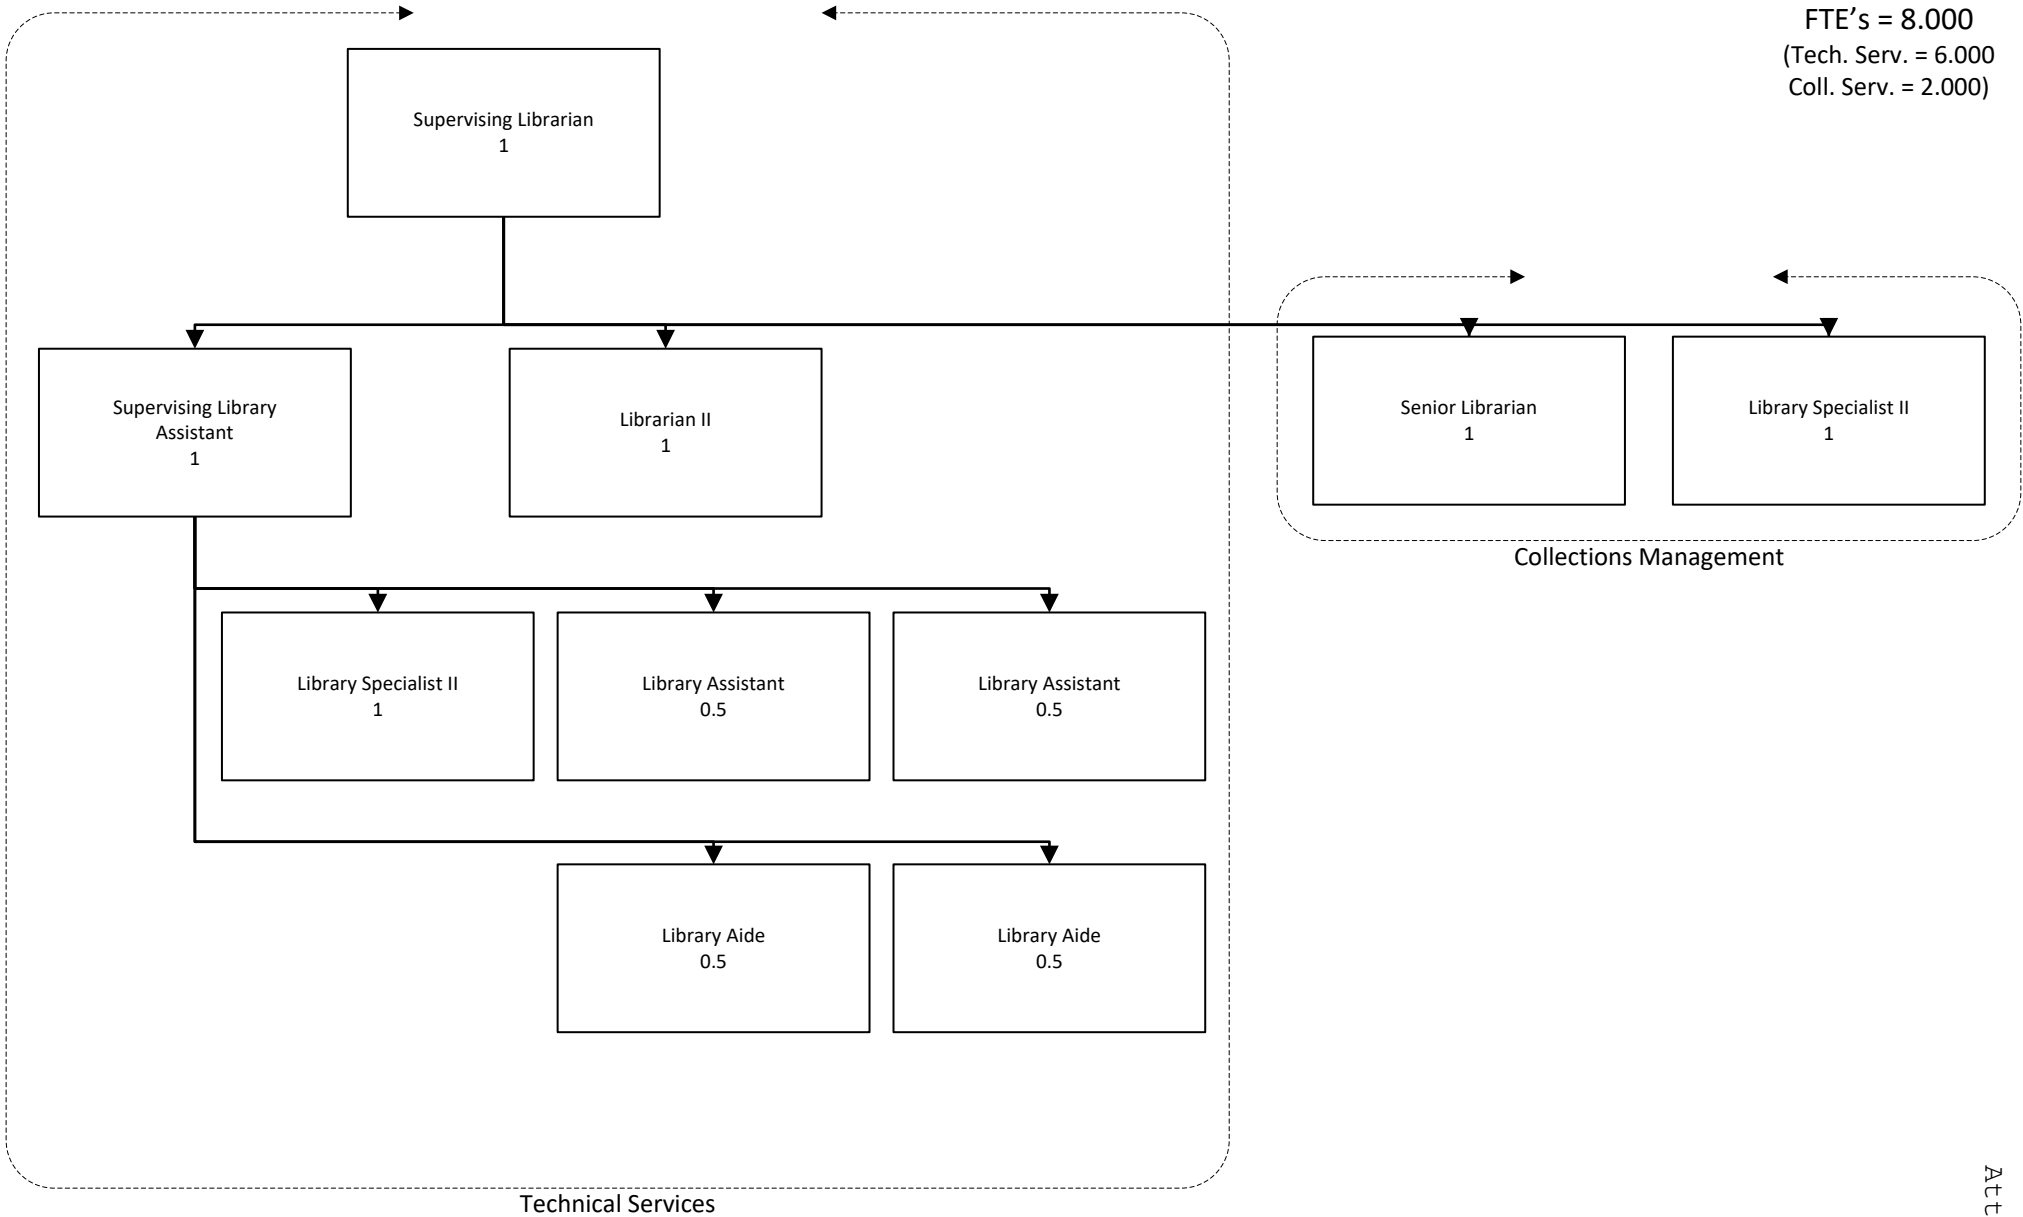 FTE’s = 8.000
(Tech. Serv. = 6.000
Coll. Serv. = 2.000)
Supervising Librarian
1
Supervising Library
Assistant
1
Librarian II
1
Senior Librarian
1
Library Specialist II
1
Collections Management
Library Specialist II
1
Library Assistant
0.5
Library Assistant
0.5
Library Aide
0.5
Library Aide
0.5
Technical Services
Att